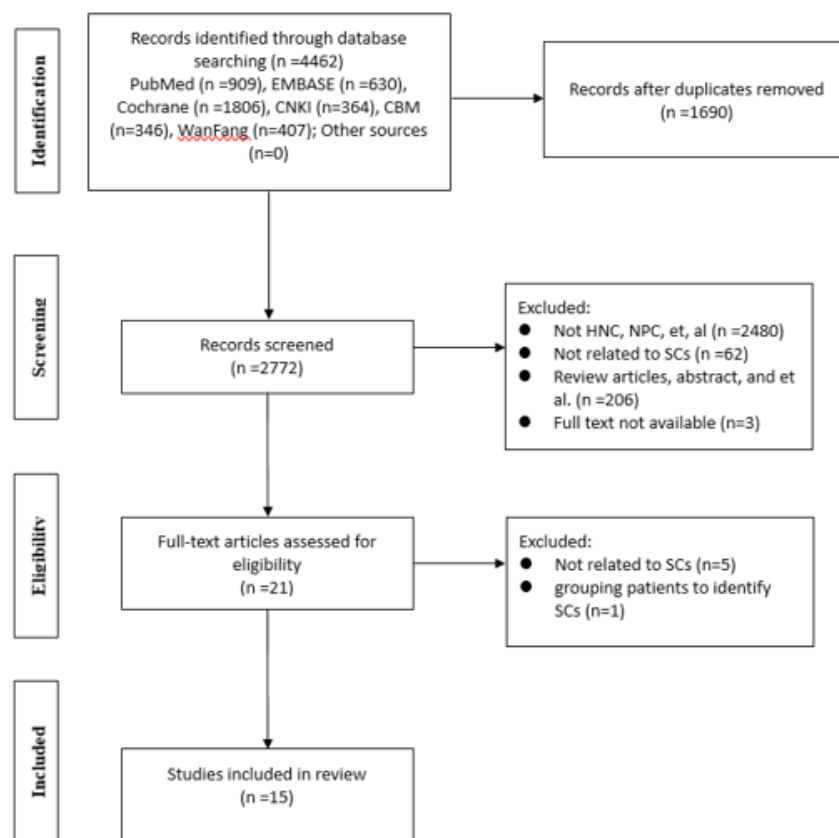 Identification
Records identified through database
searching (n =4462)
PubMed (n =909), EMBASE (n =630),
Cochrane (n =1806), CNKI (n=364), CBM
(n=346), WanFang (n=407); Other sources
(n=0)
Records after duplicates removed
(n =1690)
Screening
Records screened
(n =2772)
Excluded:
● Not HNC, NPC, et, al (n =2480)
● Not related to SCs (n =62)
● Review articles, abstract, and et
al. (n =206)
● Full text not available (n=3)
Eligibility
Full-text articles assessed for
eligibility
(n =21)
Excluded:
● Not related to SCs (n=5)
● grouping patients to identify
SCs (n=1)
Included
Studies included in review
(n =15)